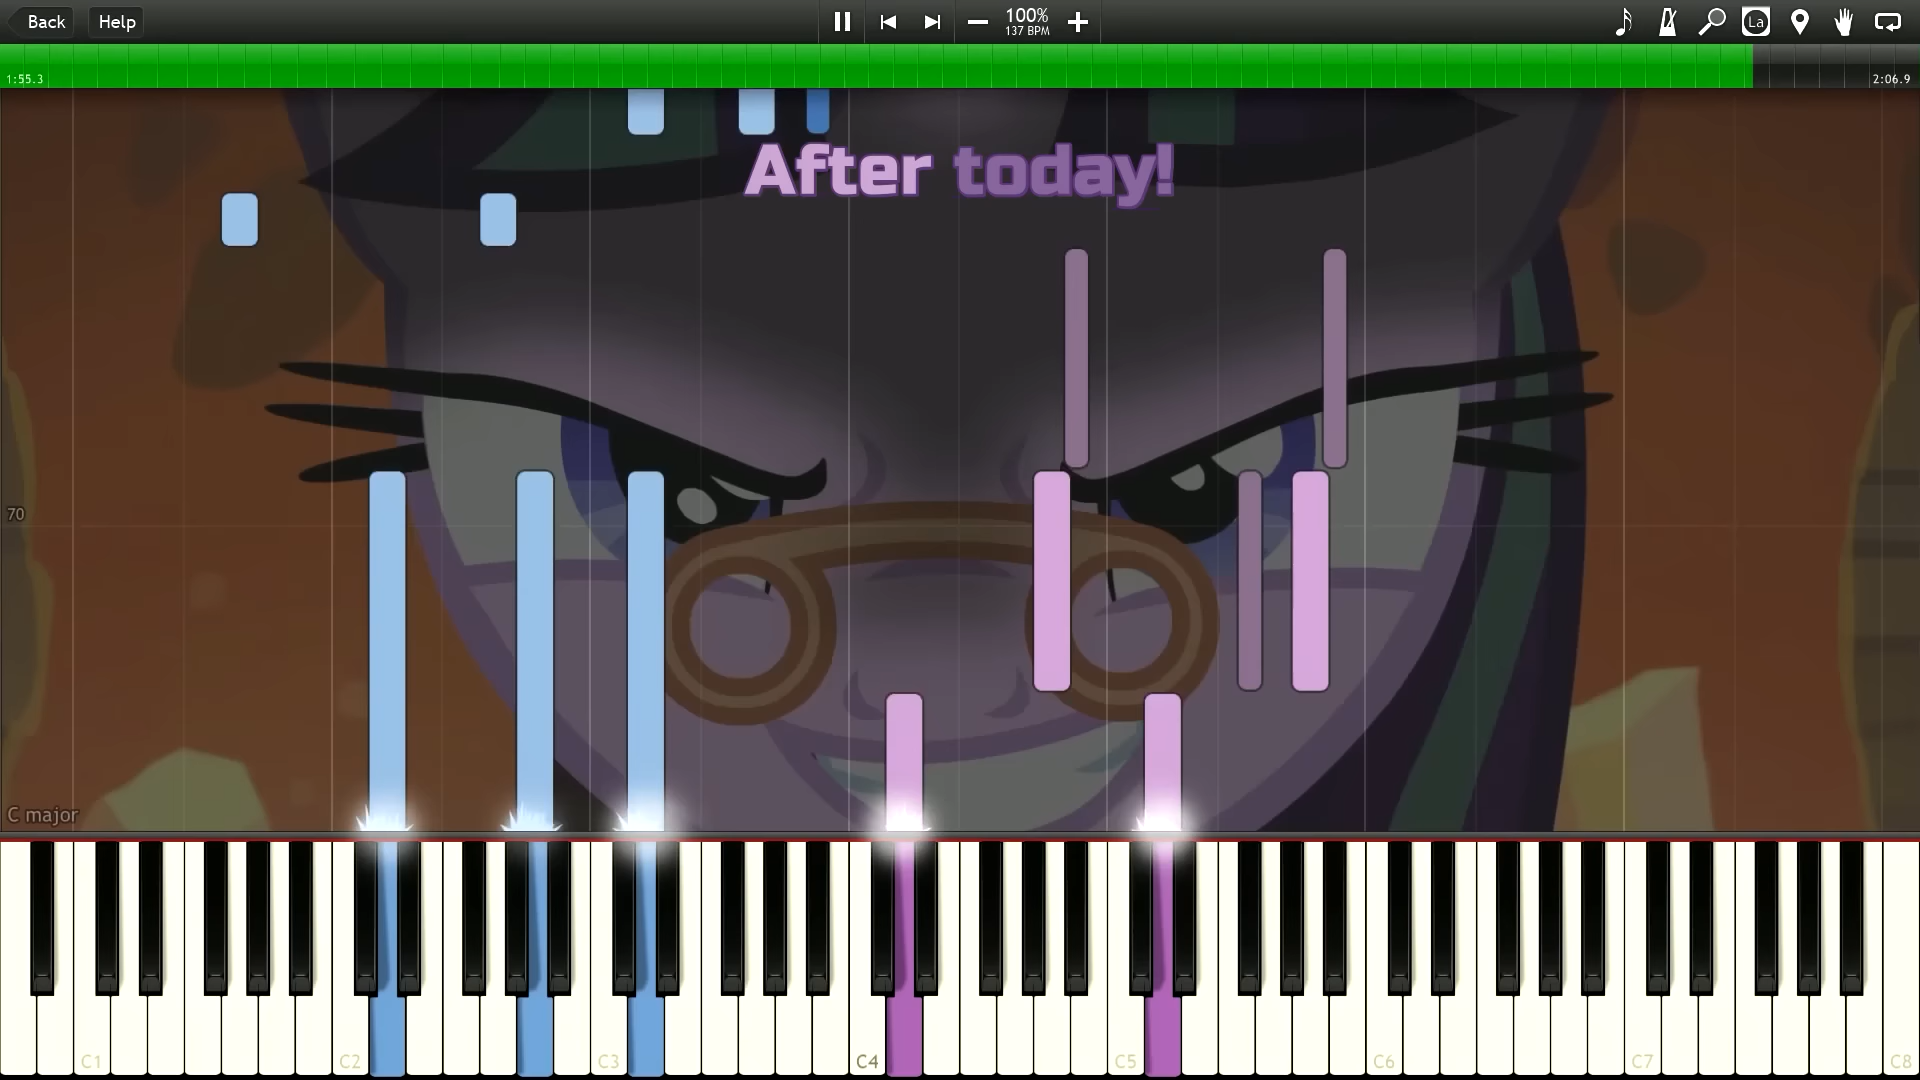 Back Help 100% La
137 BPM
1:55.3 2:06.9
After today!
70
C major
C1 C2 C3 C4 C5 C6 C7 C8